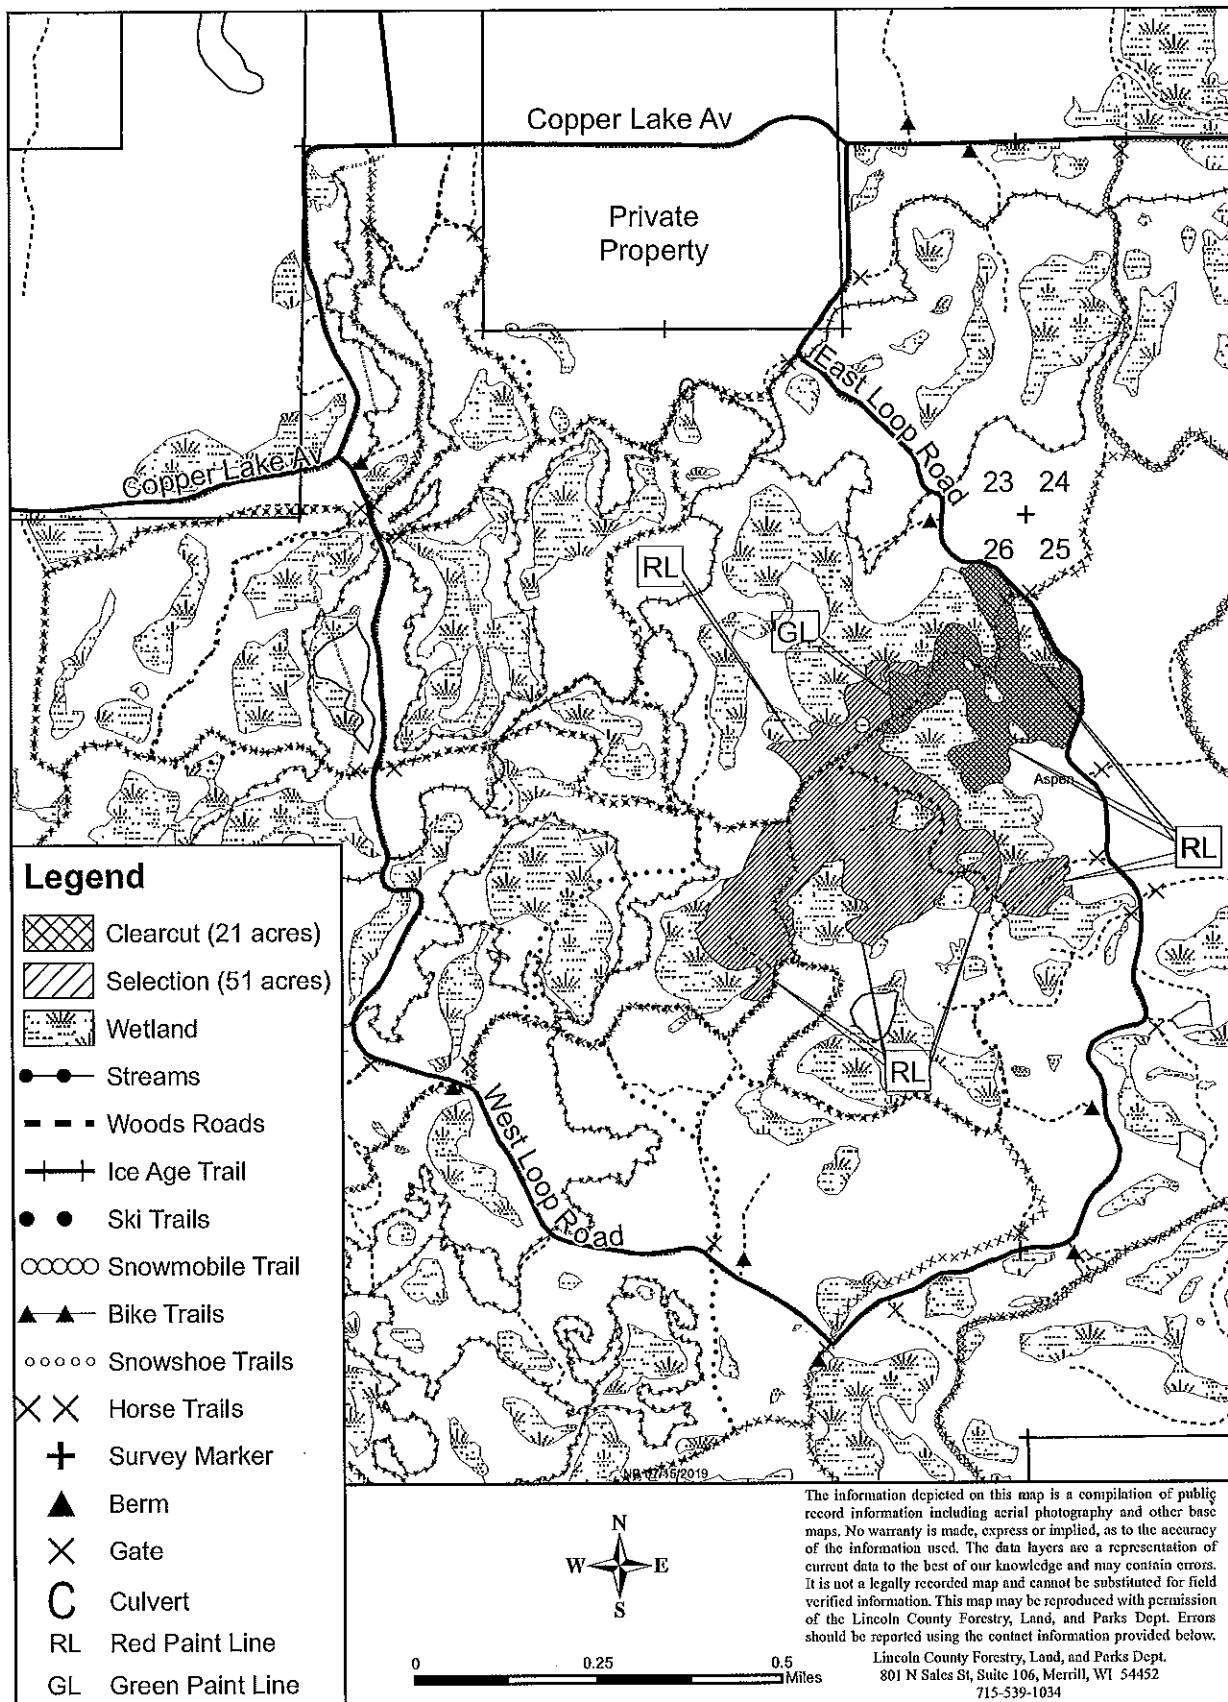 Copper Lake Av
Private
Property
East Loop Road
Copper Lake Av
23 24
26 25
RL
GL
Aspen
RL
RL
West Loop Road
Legend
Clearcut (21 acres)
Selection (51 acres)
Wetland
Streams
Woods Roads
Ice Age Trail
Ski Trails
Snowmobile Trail
Bike Trails
Snowshoe Trails
Horse Trails
Survey Marker
Berm
Gate
C Culvert
RL Red Paint Line
GL Green Paint Line
07/15/2019
N
W E
S
0 0.25 0.5
Miles
The information depicted on this map is a compilation of public
record information including aerial photography and other base
maps. No warranty is made, express or implied, as to the accuracy
of the information used. The data layers are a representation of
current data to the best of our knowledge and may contain errors.
It is not a legally recorded map and cannot be substituted for field
verified information. This map may be reproduced with permission
of the Lincoln County Forestry, Land, and Parks Dept. Errors
should be reported using the contact information provided below.
Lincoln County Forestry, Land, and Parks Dept.
801 N Sales St, Suite 106, Merrill, WI 54452
715-539-1034